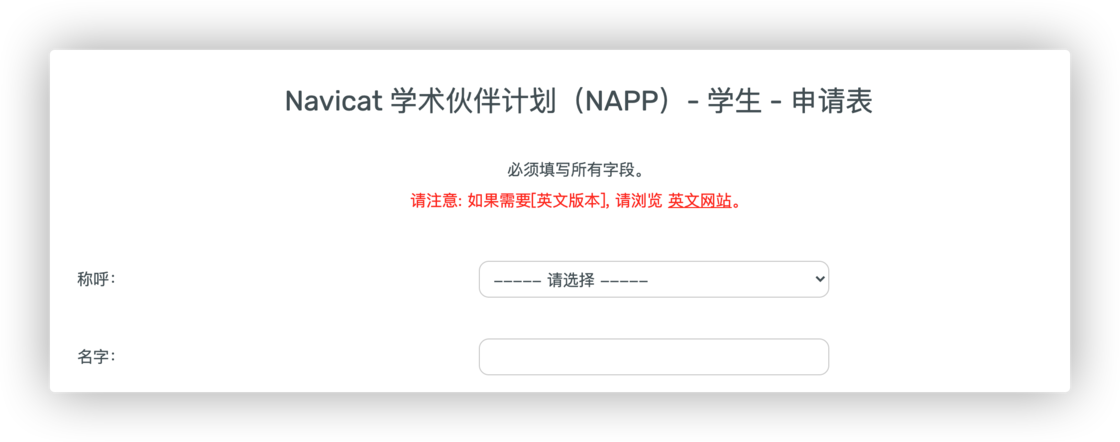 Navicat 学术伙伴计划（NAPP）- 学生 - 申请表
必须填写所有字段。
请注意: 如果需要[英文版本], 请浏览 英文网站。
称呼：
----- 请选择 -----
名字：